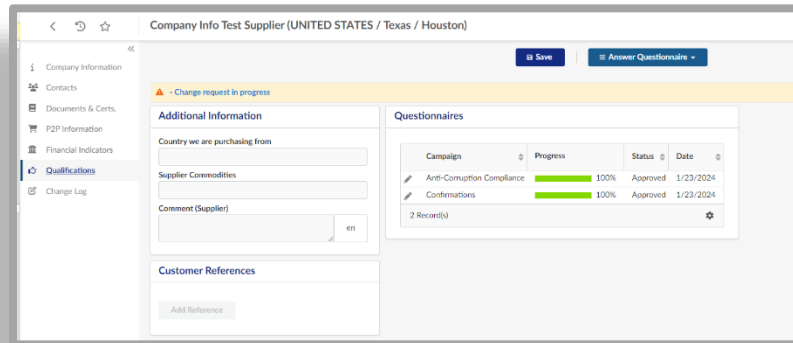 Company Info Test Supplier (UNITED STATES / Texas / Houston)
Save
Answer Questionnaire
Company Information
Contacts
Documents & Certs.
P2P Information
Financial Indicators
Qualifications
Change Log
- Change request in progress
Additional Information
Country we are purchasing from
Supplier Commodities
Comment (Supplier)
en
Customer References
Add Reference
Questionnaires
Campaign Progress Status Date
Anti-Corruption Compliance 100% Approved 1/23/2024
Confirmations 100% Approved 1/23/2024
2 Record(s)